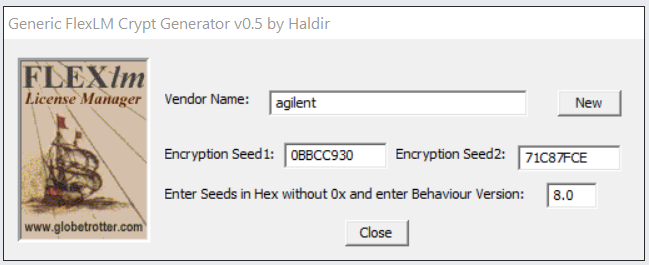 Generic FlexLM Crypt Generator v0.5 by Haldir
FLEXlm
License Manager
www.globetrotter.com
Vendor Name: agilent New
Encryption Seed1: 0BBCC930 Encryption Seed2: 71C87FCE
Enter Seeds in Hex without 0x and enter Behaviour Version: 8.0
Close